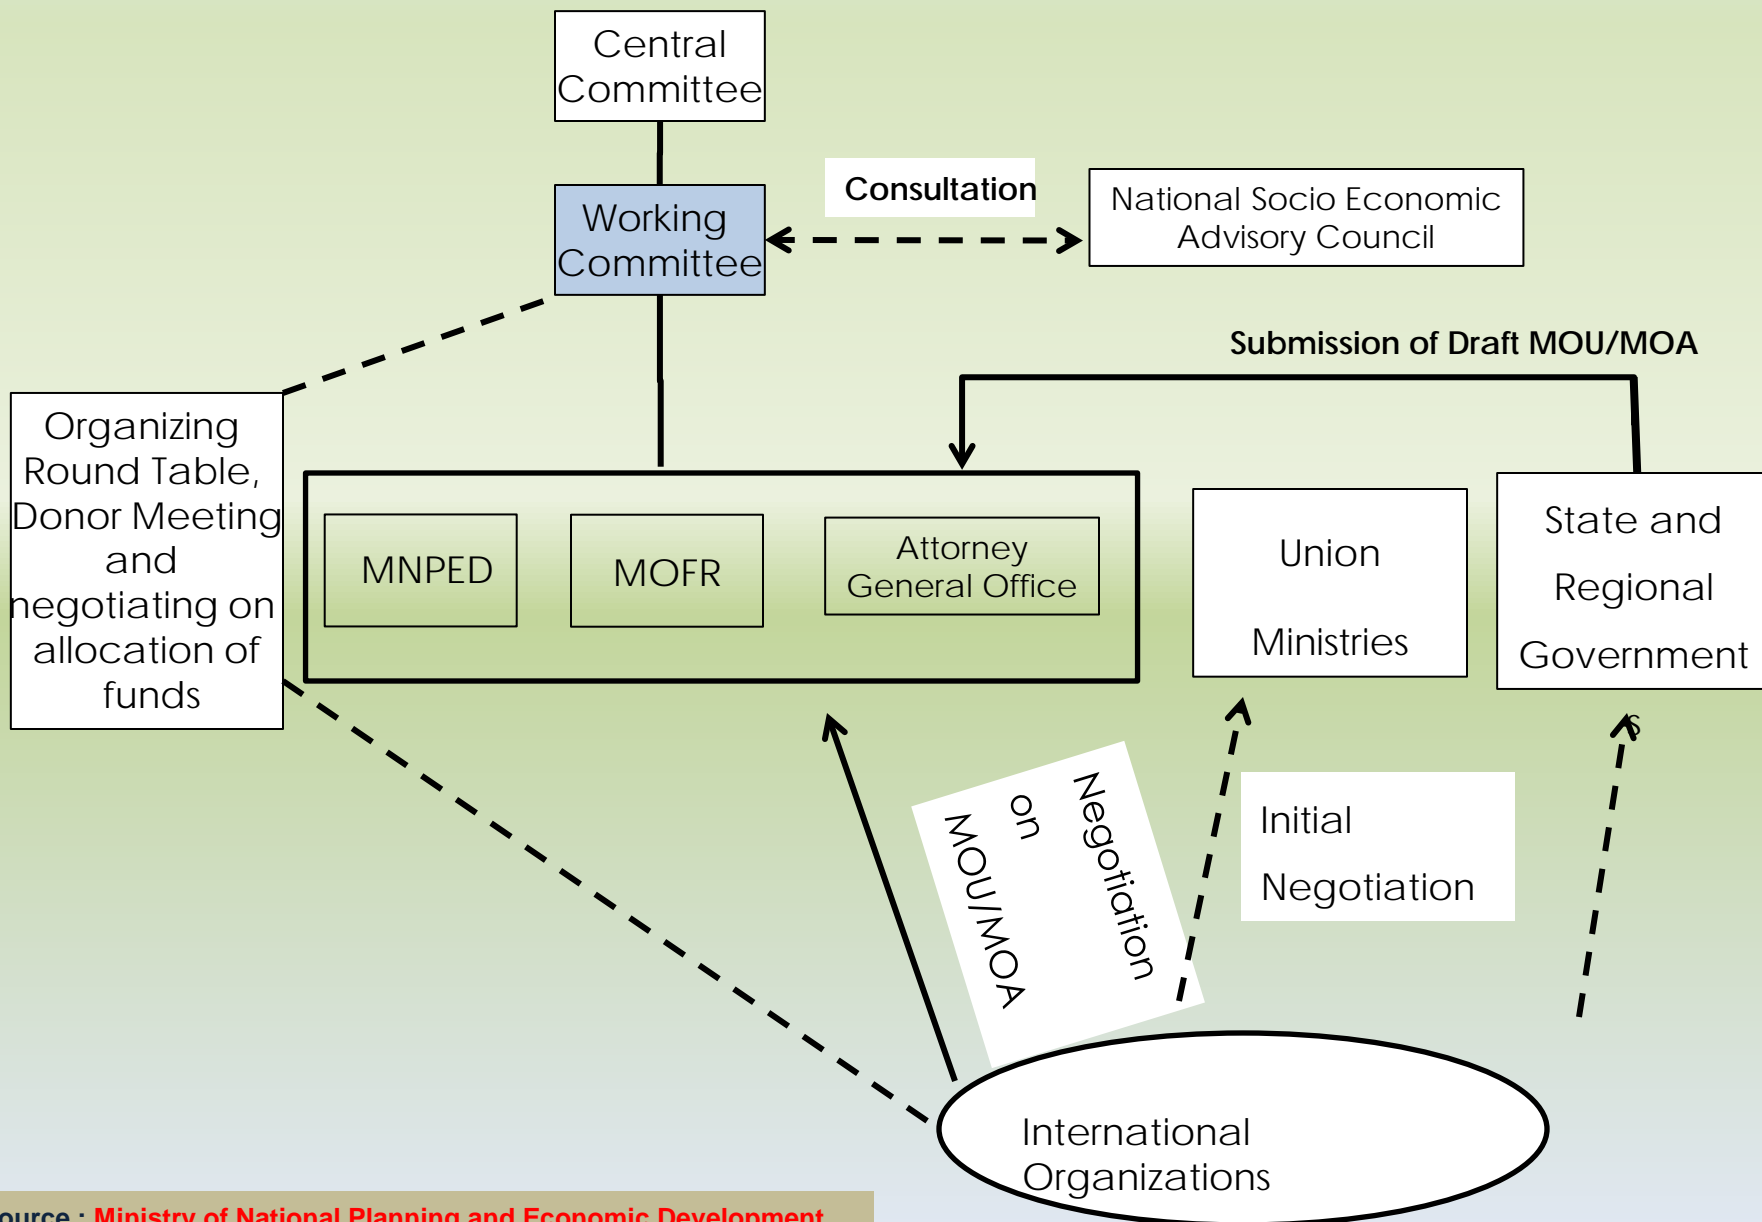 Central
Committee
Consultation
National Socio Economic
Advisory Council
Working
Committee
Submission of Draft MOU/MOA
Organizing
Round Table,
Donor Meeting
and
negotiating on
allocation of
funds
MNPED
MOFR
Attorney
General Office
Union
Ministries
State and
Regional
Government
s
Negotiation
on
MOU/MOA
Initial
Negotiation
International
Organizations
ource : Ministry of National Planning and Economic Development